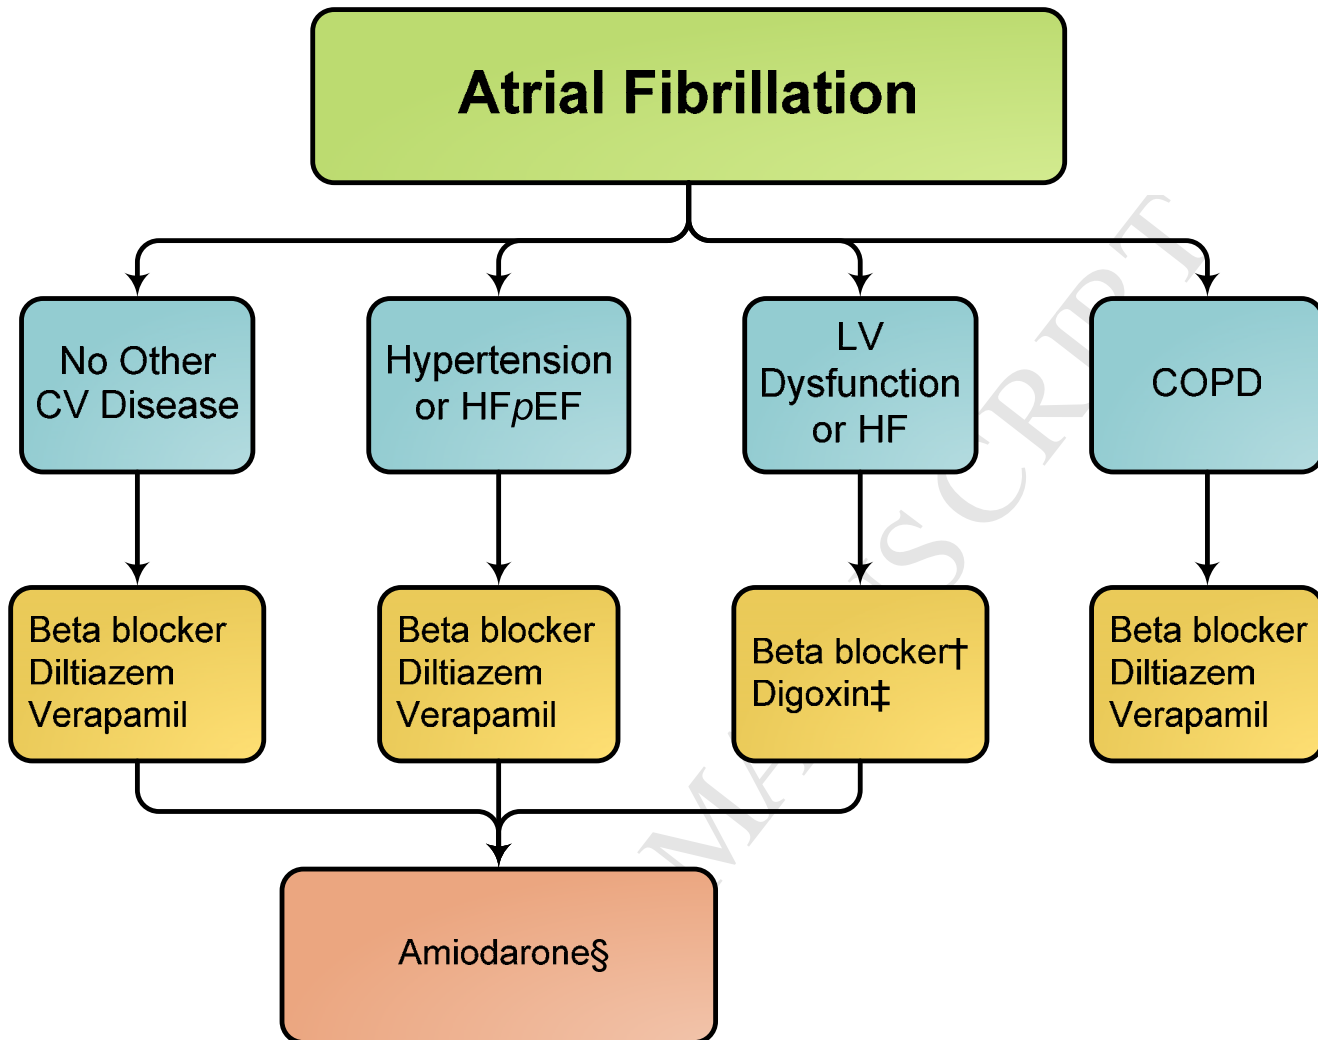 Atrial Fibrillation
No Other
CV Disease
Hypertension
or HFpEF
LV
Dysfunction
or HF
COPD
Beta blocker
Diltiazem
Verapamil
Beta blocker
Diltiazem
Verapamil
Beta blocker†
Digoxin‡
Beta blocker
Diltiazem
Verapamil
Amiodarone§
MANUSCRIPT